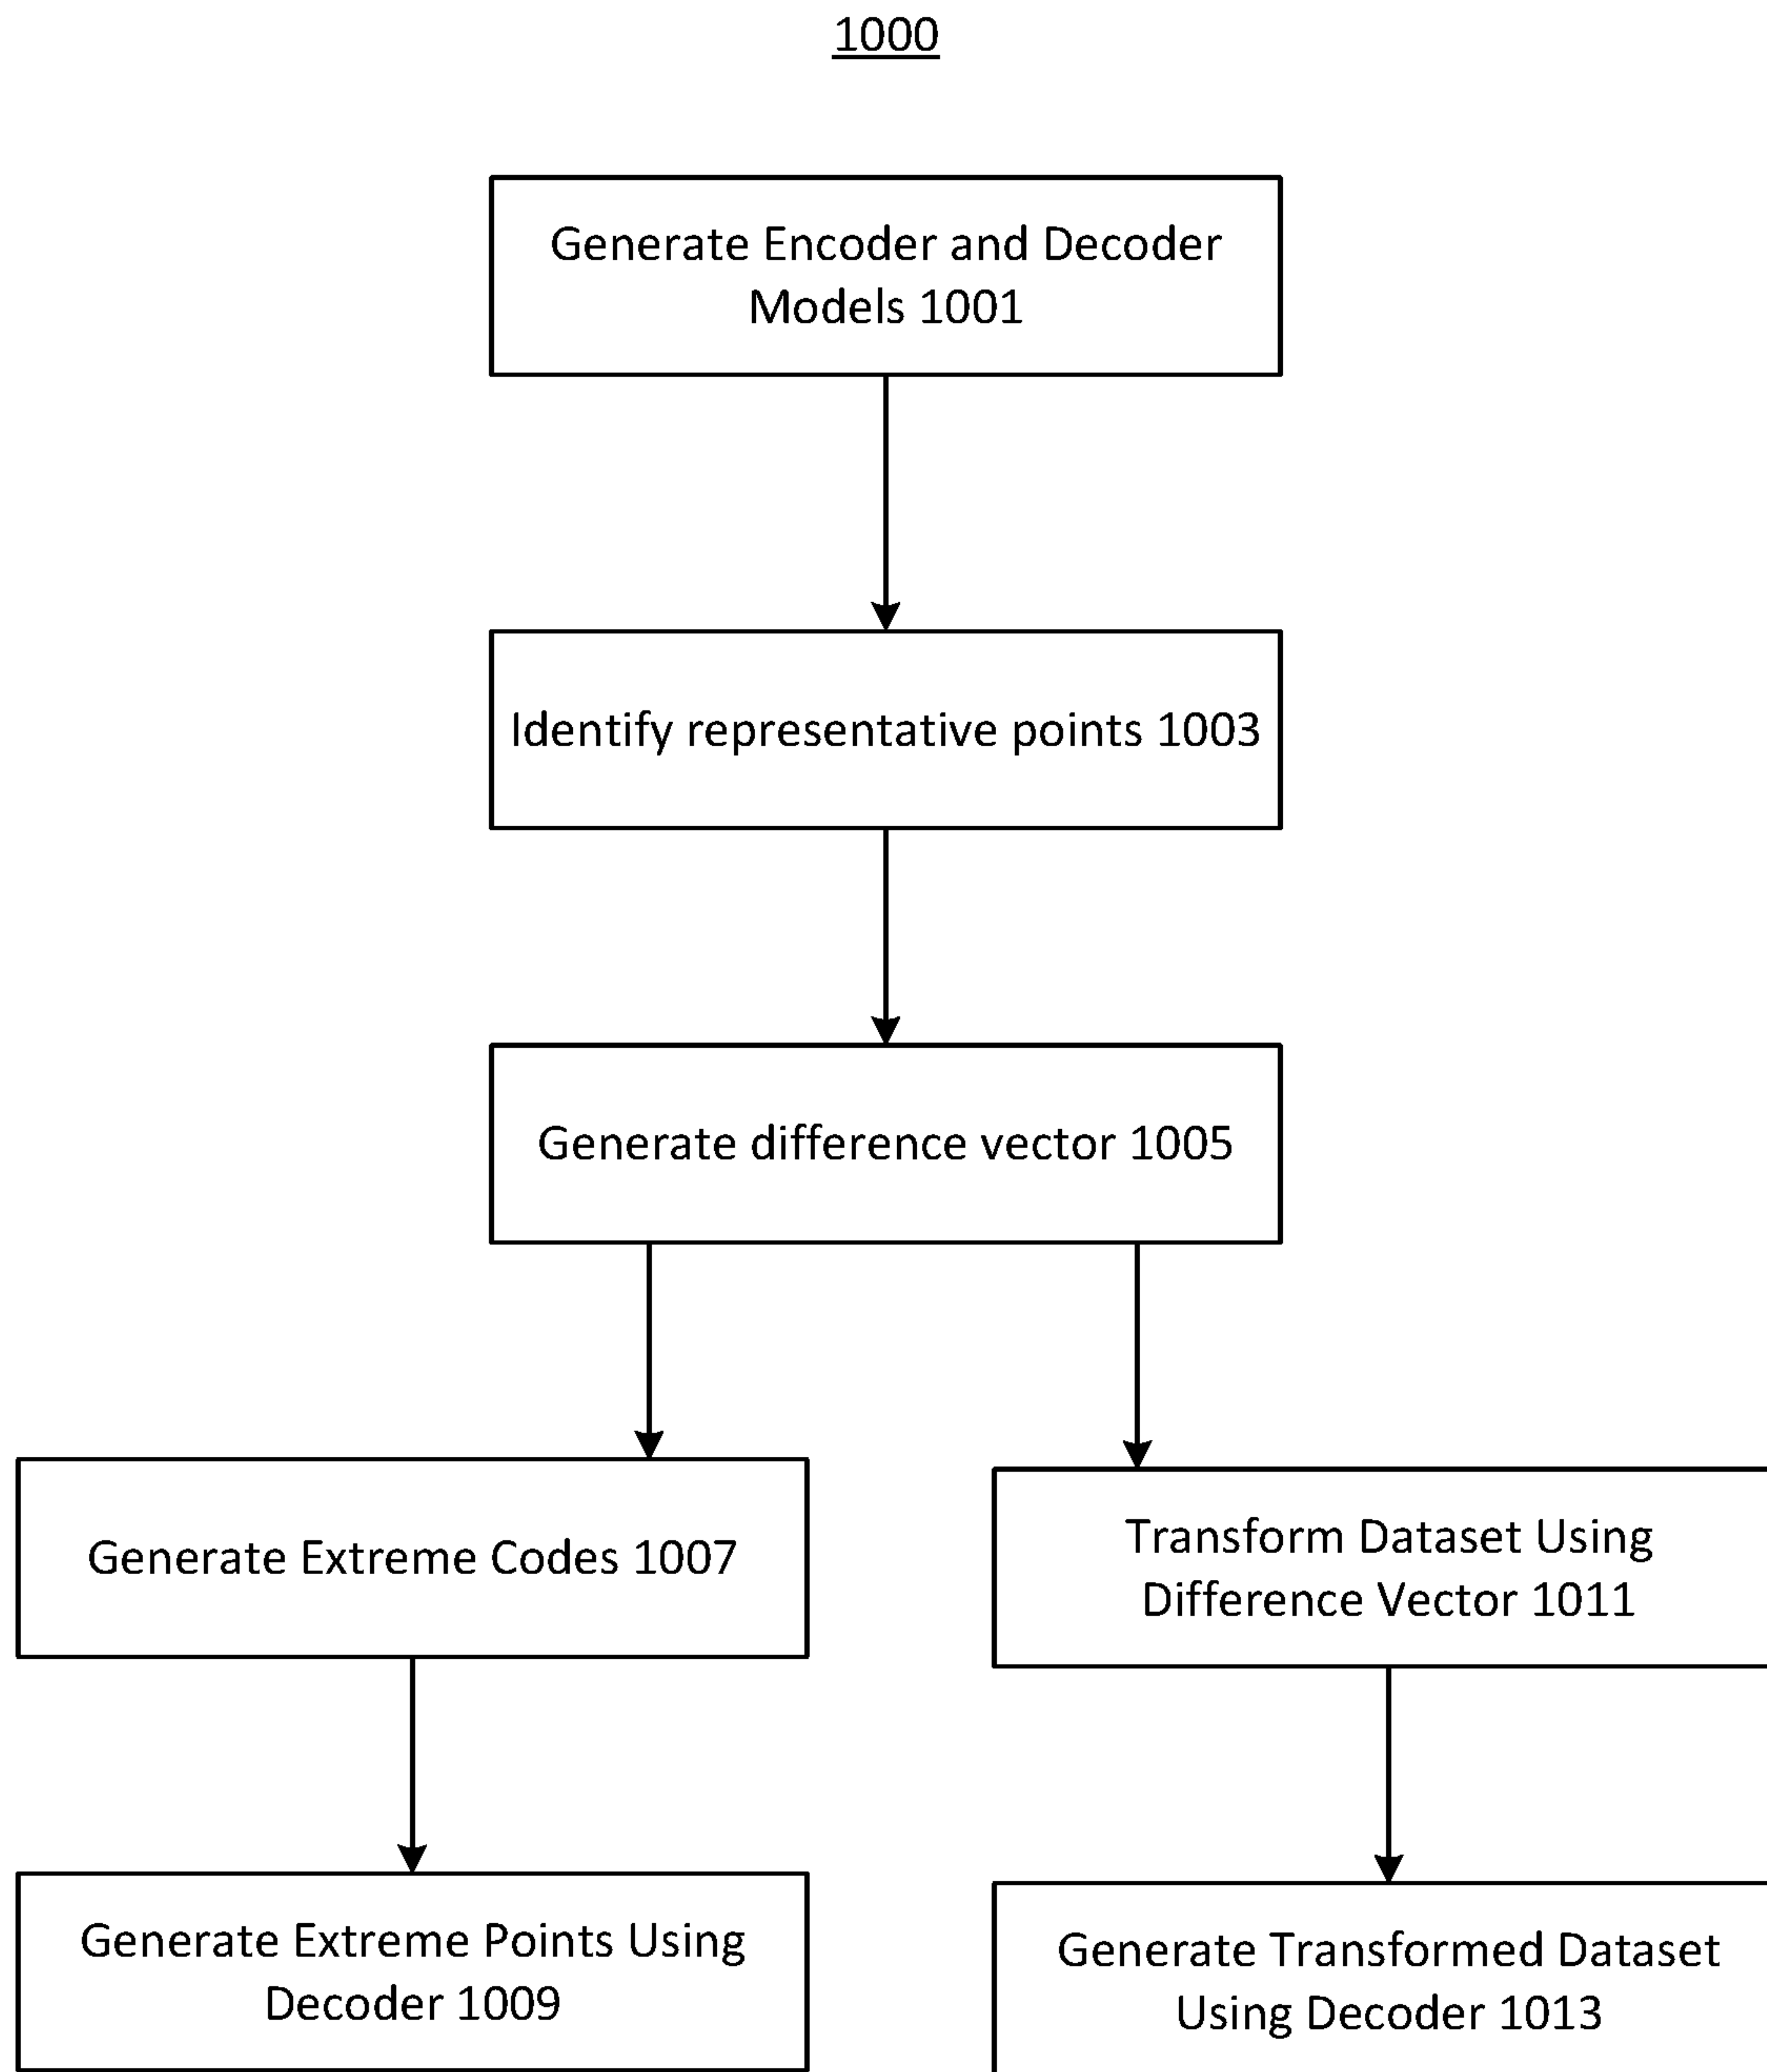 1000
Generate Encoder and Decoder
Models 1001
Identify representative points 1003
Generate difference vector 1005
Generate Extreme Codes 1007
Transform Dataset Using
Difference Vector 1011
Generate Extreme Points Using
Decoder 1009
Generate Transformed Dataset
Using Decoder 1013